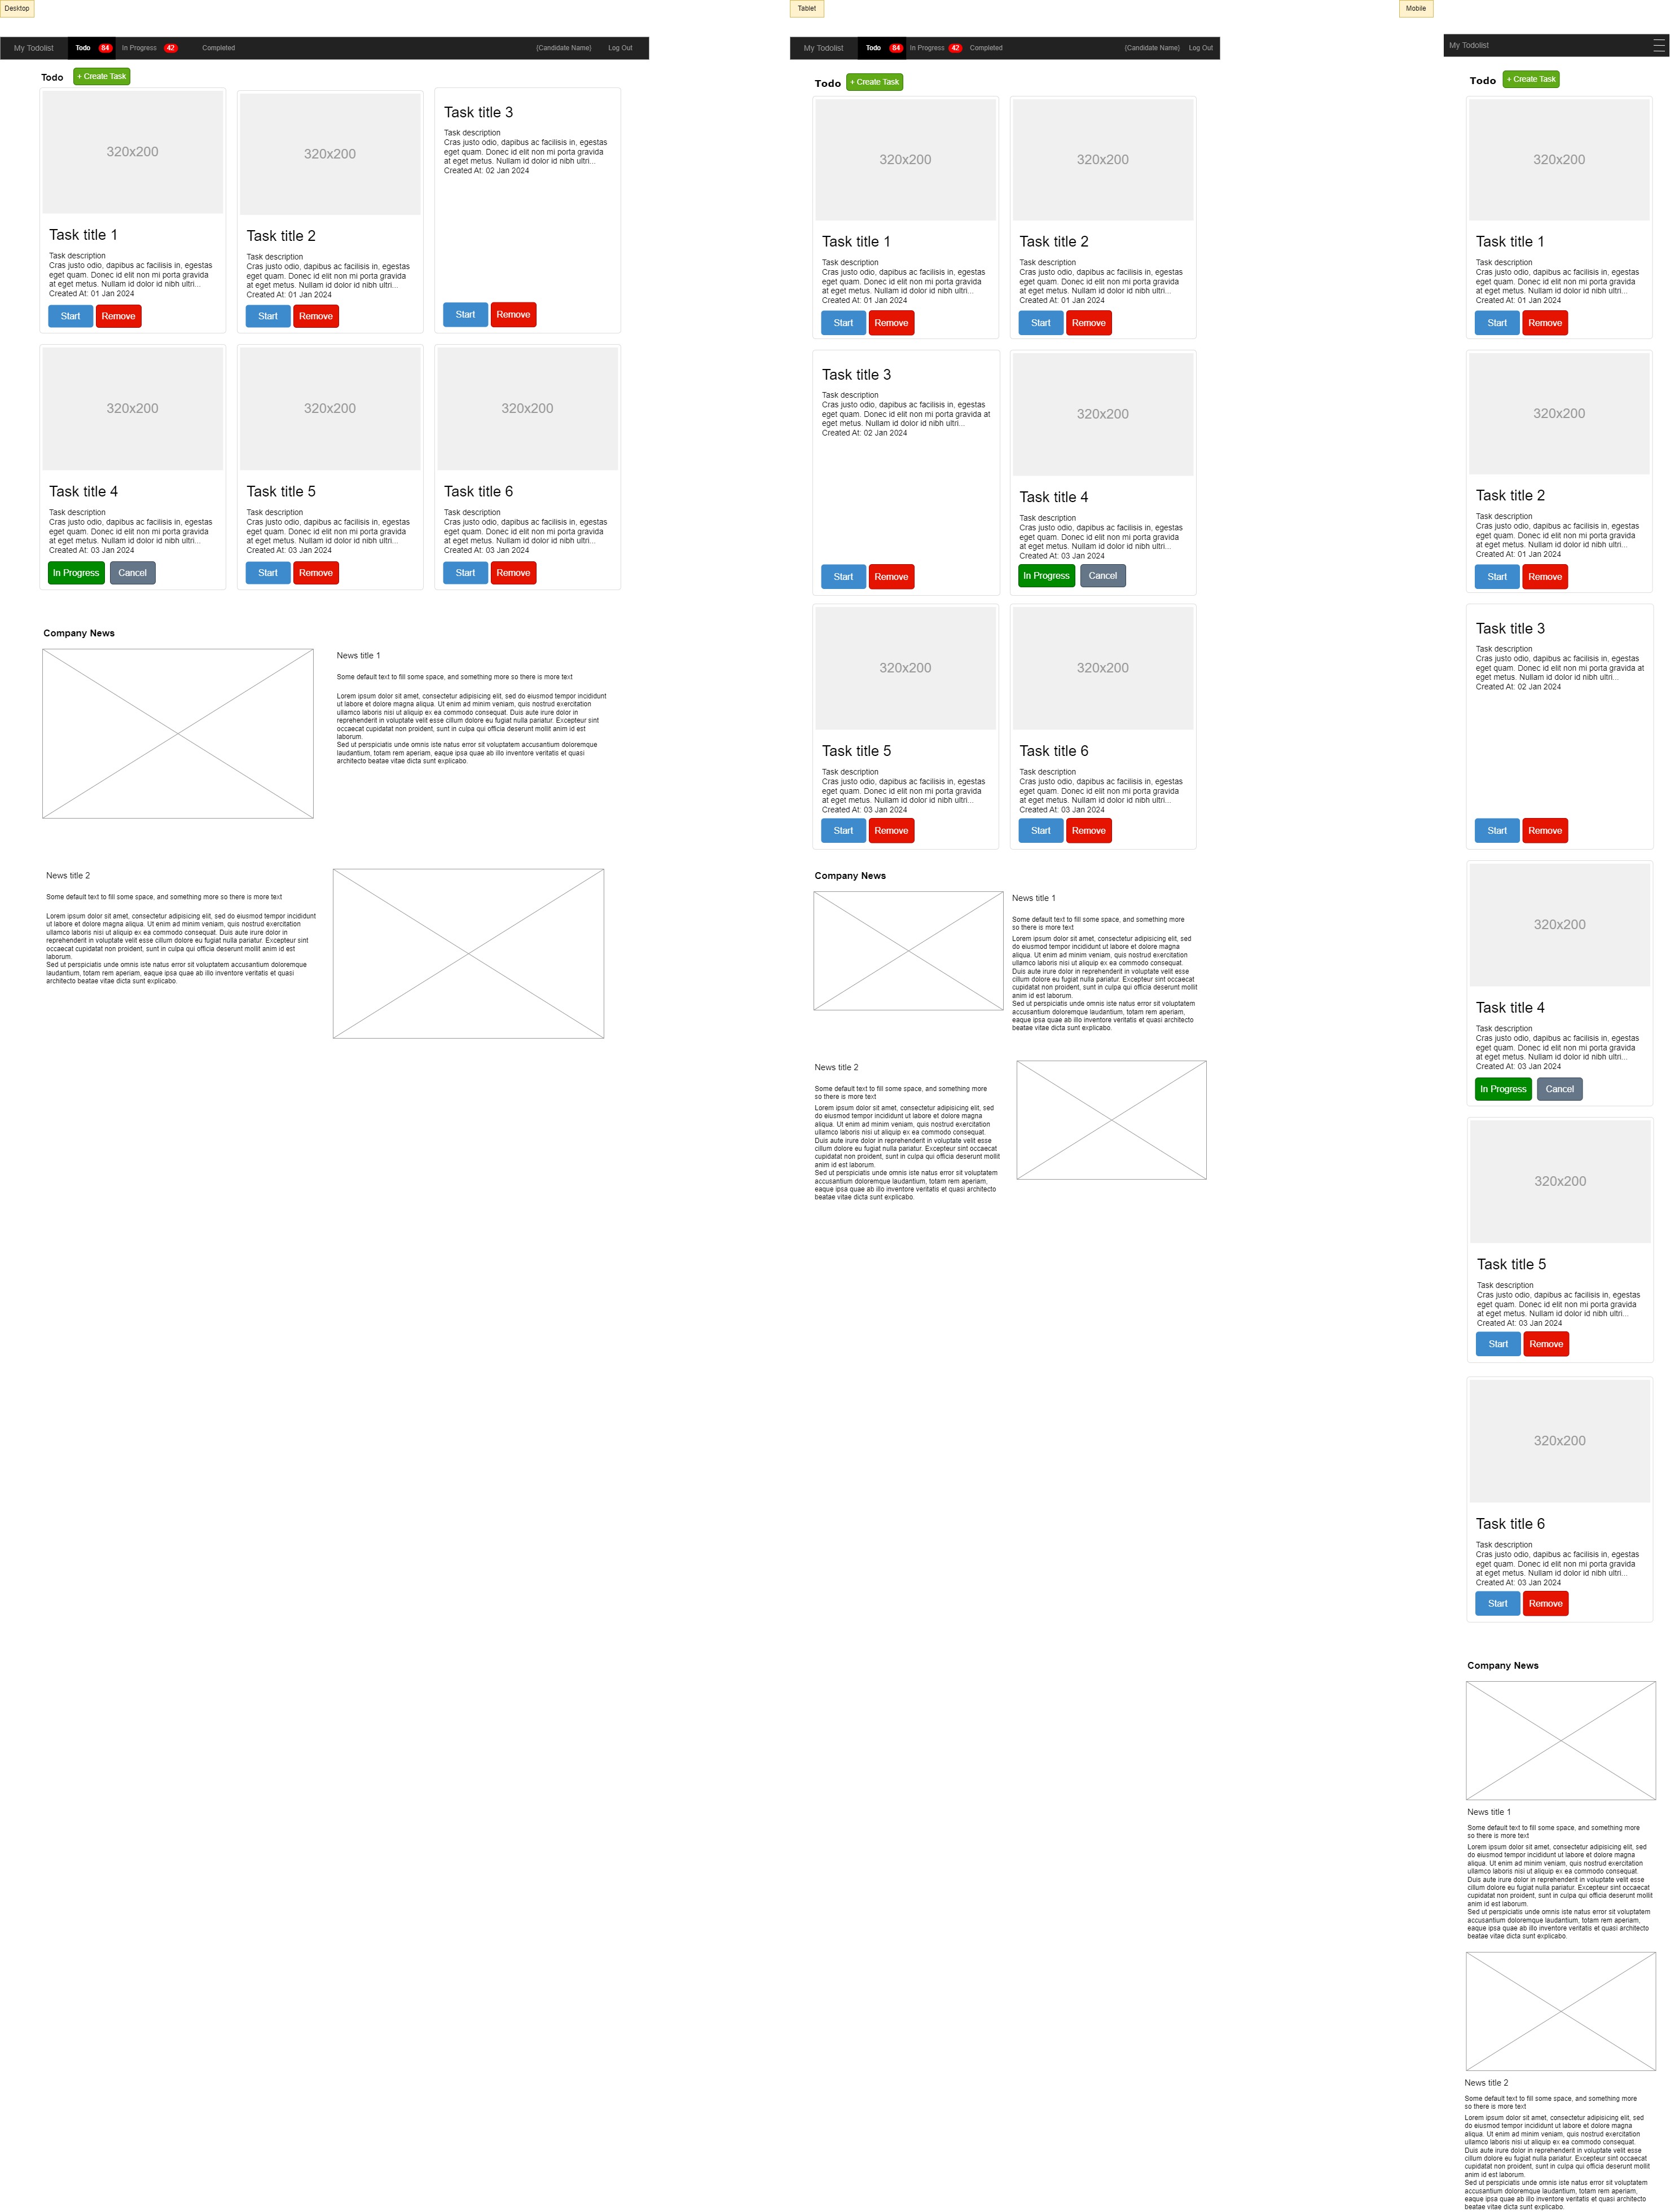 Desktop
My Todolist
Todo 84
In Progress 42
Completed
(Candidate Name)
Log Out
Todo
+ Create Task
320x200
Task title 1
Task description
Cras justo odio, dapibus ac facilisis in, egestas
eget quam. Donec id elit non mi porta gravida
at eget metus. Nullam id dolor id nibh ultri...
Created At: 01 Jan 2024
Start
Remove
320x200
Task title 2
Task description
Cras justo odio, dapibus ac facilisis in, egestas
eget quam. Donec id elit non mi porta gravida
at eget metus. Nullam id dolor id nibh ultri...
Created At: 01 Jan 2024
Start
Remove
Task title 3
Task description
Cras justo odio, dapibus ac facilisis in, egestas
eget quam. Donec id elit non mi porta gravida
at eget metus. Nullam id dolor id nibh ultri...
Created At: 02 Jan 2024
Start
Remove
320x200
Task title 4
Task description
Cras justo odio, dapibus ac facilisis in, egestas
eget quam. Donec id elit non mi porta gravida
at eget metus. Nullam id dolor id nibh ultri...
Created At: 03 Jan 2024
In Progress
Cancel
320x200
Task title 5
Task description
Cras justo odio, dapibus ac facilisis in, egestas
eget quam. Donec id elit non mi porta gravida
at eget metus. Nullam id dolor id nibh ultri...
Created At: 03 Jan 2024
Start
Remove
320x200
Task title 6
Task description
Cras justo odio, dapibus ac facilisis in, egestas
eget quam. Donec id elit non mi porta gravida
at eget metus. Nullam id dolor id nibh ultri...
Created At: 03 Jan 2024
Start
Remove
Company News
News title 1
Some default text to fill some space, and something more so there is more text
Lorem ipsum dolor sit amet, consectetur adipisicing elit, sed do eiusmod tempor incididunt
ut labore et dolore magna aliqua. Ut enim ad minim veniam, quis nostrud exercitation
ullamco laboris nisi ut aliquip ex ea commodo consequat. Duis aute irure dolor in
reprehenderit in voluptate velit esse cillum dolore eu fugiat nulla pariatur. Excepteur sint
occaecat cupidatat non proident, sunt in culpa qui officia deserunt mollit anim id est
laborum.
Sed ut perspiciatis unde omnis iste natus error sit voluptatem accusantium doloremque
laudantium, totam rem aperiam, eaque ipsa quae ab illo inventore veritatis et quasi
architecto beatae vitae dicta sunt explicabo.
News title 2
Some default text to fill some space, and something more so there is more text
Lorem ipsum dolor sit amet, consectetur adipisicing elit, sed do eiusmod tempor incididunt
ut labore et dolore magna aliqua. Ut enim ad minim veniam, quis nostrud exercitation
ullamco laboris nisi ut aliquip ex ea commodo consequat. Duis aute irure dolor in
reprehenderit in voluptate velit esse cillum dolore eu fugiat nulla pariatur. Excepteur sint
occaecat cupidatat non proident, sunt in culpa qui officia deserunt mollit anim id est
laborum.
Sed ut perspiciatis unde omnis iste natus error sit voluptatem accusantium doloremque
laudantium, totam rem aperiam, eaque ipsa quae ab illo inventore veritatis et quasi
architecto beatae vitae dicta sunt explicabo.
Tablet
My Todolist
Todo 84
In Progress 42
Completed
(Candidate Name)
Log Out
Todo
+ Create Task
320x200
Task title 1
Task description
Cras justo odio, dapibus ac facilisis in, egestas
eget quam. Donec id elit non mi porta gravida
at eget metus. Nullam id dolor id nibh ultri...
Created At: 01 Jan 2024
Start
Remove
320x200
Task title 2
Task description
Cras justo odio, dapibus ac facilisis in, egestas
eget quam. Donec id elit non mi porta gravida
at eget metus. Nullam id dolor id nibh ultri...
Created At: 01 Jan 2024
Start
Remove
Task title 3
Task description
Cras justo odio, dapibus ac facilisis in, egestas
eget quam. Donec id elit non mi porta gravida at
eget metus. Nullam id dolor id nibh ultri...
Created At: 02 Jan 2024
Start
Remove
320x200
Task title 4
Task description
Cras justo odio, dapibus ac facilisis in, egestas
eget quam. Donec id elit non mi porta gravida
at eget metus. Nullam id dolor id nibh ultri...
Created At: 03 Jan 2024
In Progress
Cancel
320x200
Task title 5
Task description
Cras justo odio, dapibus ac facilisis in, egestas
eget quam. Donec id elit non mi porta gravida
at eget metus. Nullam id dolor id nibh ultri...
Created At: 03 Jan 2024
Start
Remove
320x200
Task title 6
Task description
Cras justo odio, dapibus ac facilisis in, egestas
eget quam. Donec id elit non mi porta gravida
at eget metus. Nullam id dolor id nibh ultri...
Created At: 03 Jan 2024
Start
Remove
Company News
News title 1
Some default text to fill some space, and something more
so there is more text
Lorem ipsum dolor sit amet, consectetur adipisicing elit, sed
do eiusmod tempor incididunt ut labore et dolore magna
aliqua. Ut enim ad minim veniam, quis nostrud exercitation
ullamco laboris nisi ut aliquip ex ea commodo consequat.
Duis aute irure dolor in reprehenderit in voluptate velit esse
cillum dolore eu fugiat nulla pariatur. Excepteur sint occaecat
cupidatat non proident, sunt in culpa qui officia deserunt mollit
anim id est laborum.
Sed ut perspiciatis unde omnis iste natus error sit voluptatem
accusantium doloremque laudantium, totam rem aperiam,
eaque ipsa quae ab illo inventore veritatis et quasi architecto
beatae vitae dicta sunt explicabo.
News title 2
Some default text to fill some space, and something more
so there is more text
Lorem ipsum dolor sit amet, consectetur adipisicing elit, sed
do eiusmod tempor incididunt ut labore et dolore magna
aliqua. Ut enim ad minim veniam, quis nostrud exercitation
ullamco laboris nisi ut aliquip ex ea commodo consequat.
Duis aute irure dolor in reprehenderit in voluptate velit esse
cillum dolore eu fugiat nulla pariatur. Excepteur sint occaecat
cupidatat non proident, sunt in culpa qui officia deserunt mollit
anim id est laborum.
Sed ut perspiciatis unde omnis iste natus error sit voluptatem
accusantium doloremque laudantium, totam rem aperiam,
eaque ipsa quae ab illo inventore veritatis et quasi architecto
beatae vitae dicta sunt explicabo.
Mobile
My Todolist
Todo
+ Create Task
320x200
Task title 1
Task description
Cras justo odio, dapibus ac facilisis in, egestas
eget quam. Donec id elit non mi porta gravida
at eget metus. Nullam id dolor id nibh ultri...
Created At: 01 Jan 2024
Start
Remove
320x200
Task title 2
Task description
Cras justo odio, dapibus ac facilisis in, egestas
eget quam. Donec id elit non mi porta gravida
at eget metus. Nullam id dolor id nibh ultri...
Created At: 01 Jan 2024
Start
Remove
Task title 3
Task description
Cras justo odio, dapibus ac facilisis in, egestas
eget quam. Donec id elit non mi porta gravida at
eget metus. Nullam id dolor id nibh ultri...
Created At: 02 Jan 2024
Start
Remove
320x200
Task title 4
Task description
Cras justo odio, dapibus ac facilisis in, egestas
eget quam. Donec id elit non mi porta gravida
at eget metus. Nullam id dolor id nibh ultri...
Created At: 03 Jan 2024
In Progress
Cancel
320x200
Task title 5
Task description
Cras justo odio, dapibus ac facilisis in, egestas
eget quam. Donec id elit non mi porta gravida
at eget metus. Nullam id dolor id nibh ultri...
Created At: 03 Jan 2024
Start
Remove
320x200
Task title 6
Task description
Cras justo odio, dapibus ac facilisis in, egestas
eget quam. Donec id elit non mi porta gravida
at eget metus. Nullam id dolor id nibh ultri...
Created At: 03 Jan 2024
Start
Remove
Company News
News title 1
Some default text to fill some space, and something more
so there is more text
Lorem ipsum dolor sit amet, consectetur adipisicing elit, sed
do eiusmod tempor incididunt ut labore et dolore magna
aliqua. Ut enim ad minim veniam, quis nostrud exercitation
ullamco laboris nisi ut aliquip ex ea commodo consequat.
Duis aute irure dolor in reprehenderit in voluptate velit esse
cillum dolore eu fugiat nulla pariatur. Excepteur sint occaecat
cupidatat non proident, sunt in culpa qui officia deserunt mollit
anim id est laborum.
Sed ut perspiciatis unde omnis iste natus error sit voluptatem
accusantium doloremque laudantium, totam rem aperiam,
eaque ipsa quae ab illo inventore veritatis et quasi architecto
beatae vitae dicta sunt explicabo.
News title 2
Some default text to fill some space, and something more
so there is more text
Lorem ipsum dolor sit amet, consectetur adipisicing elit, sed
do eiusmod tempor incididunt ut labore et dolore magna
aliqua. Ut enim ad minim veniam, quis nostrud exercitation
ullamco laboris nisi ut aliquip ex ea commodo consequat.
Duis aute irure dolor in reprehenderit in voluptate velit esse
cillum dolore eu fugiat nulla pariatur. Excepteur sint occaecat
cupidatat non proident, sunt in culpa qui officia deserunt mollit
anim id est laborum.
Sed ut perspiciatis unde omnis iste natus error sit voluptatem
accusantium doloremque laudantium, totam rem aperiam,
eaque ipsa quae ab illo inventore veritatis et quasi architecto
beatae vitae dicta sunt explicabo.